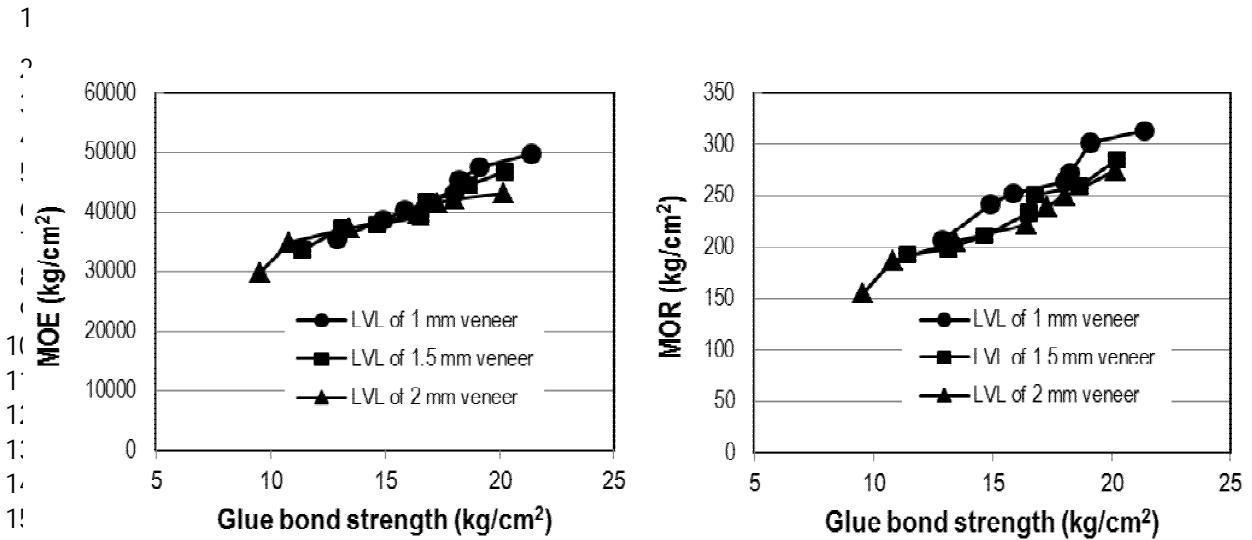 1
60000
50000
40000
30000
20000
10000
0
MOE (kg/cm²)
LVL of 1 mm veneer
LVL of 1.5 mm veneer
LVL of 2 mm veneer
5 10 15 20 25
Glue bond strength (kg/cm²)
350
300
250
200
150
100
50
0
MOR (kg/cm²)
LVL of 1 mm veneer
LVL of 1 5 mm veneer
LVL of 2 mm veneer
5 10 15 20 25
Glue bond strength (kg/cm²)
10
11
12